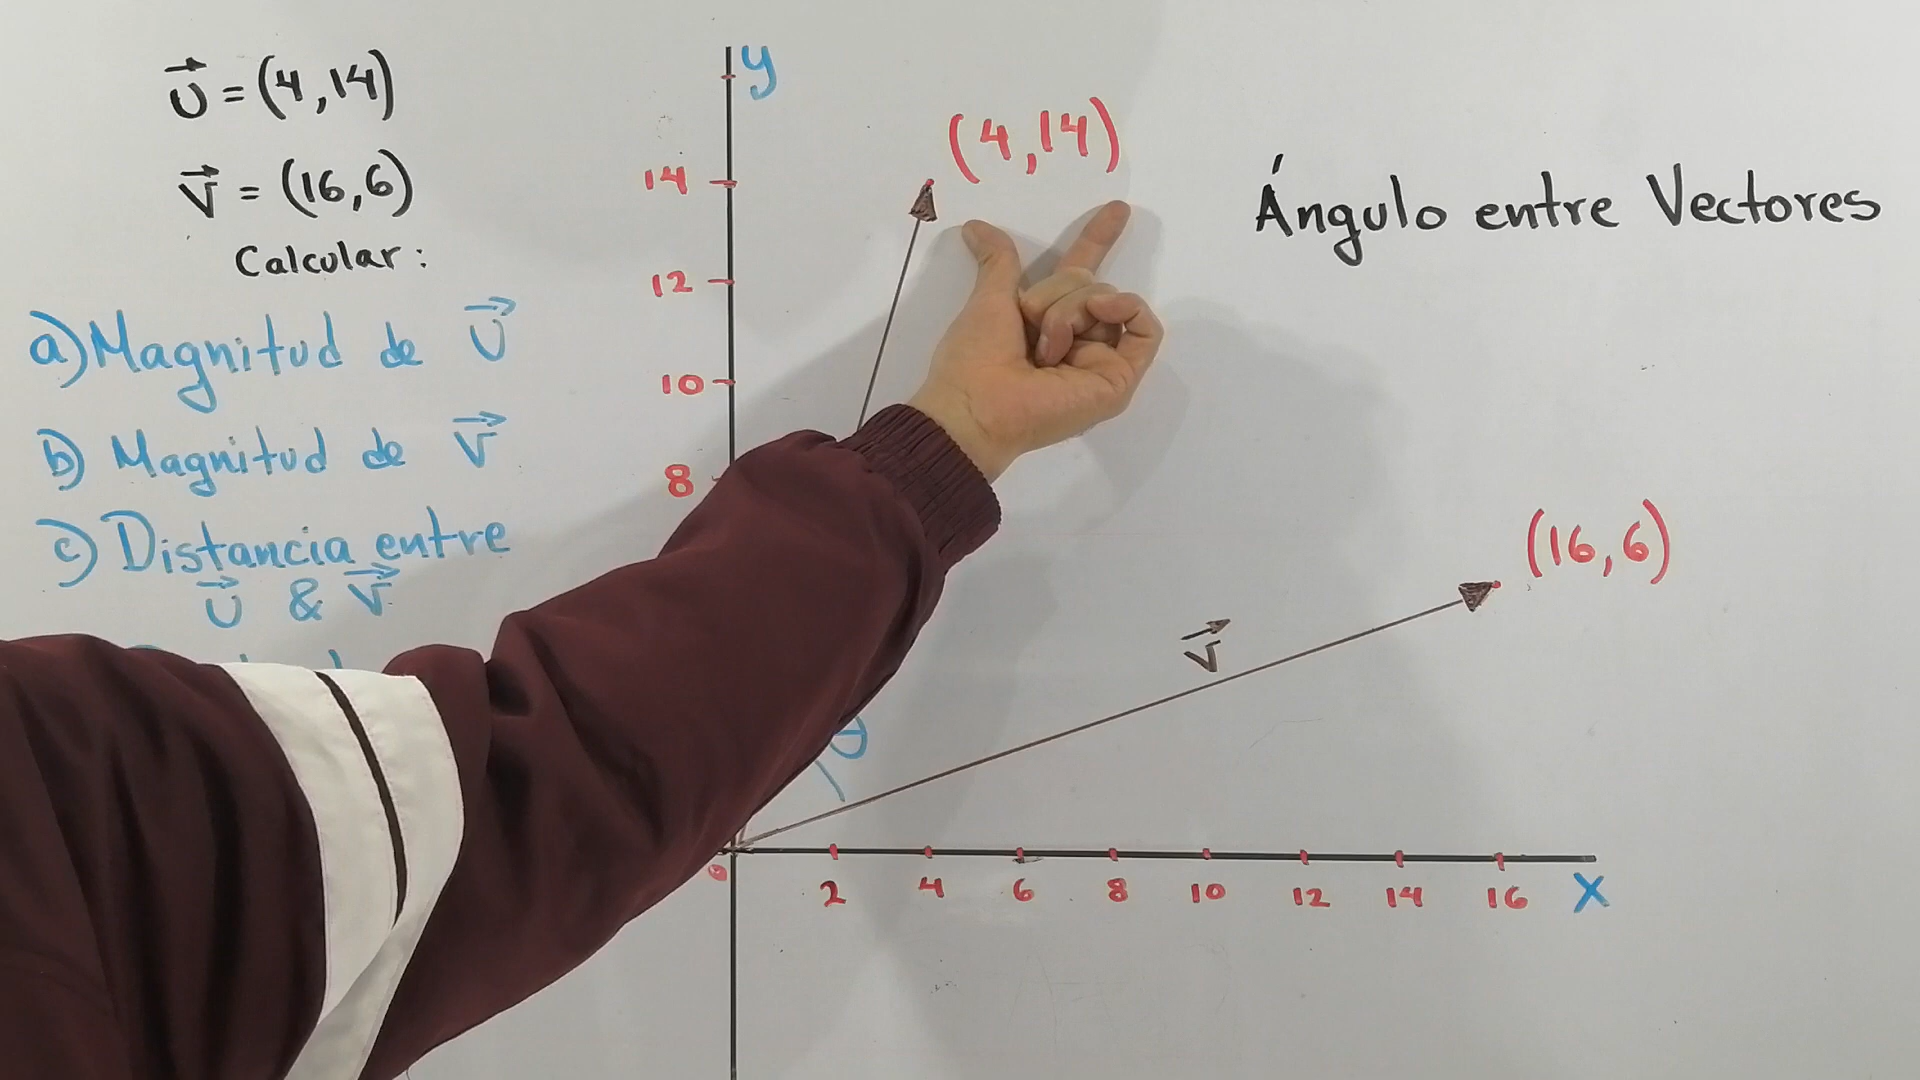 U = (4,14)
V = (16,6)
Calcular:
a) Magnitud de U
b) Magnitud de V
c) Distancia entre
U & V
y
(4,14)
14
12
10
8
Ángulo entre Vectores
(16,6)
V
θ
0
2 4 6 8 10 12 14 16 X